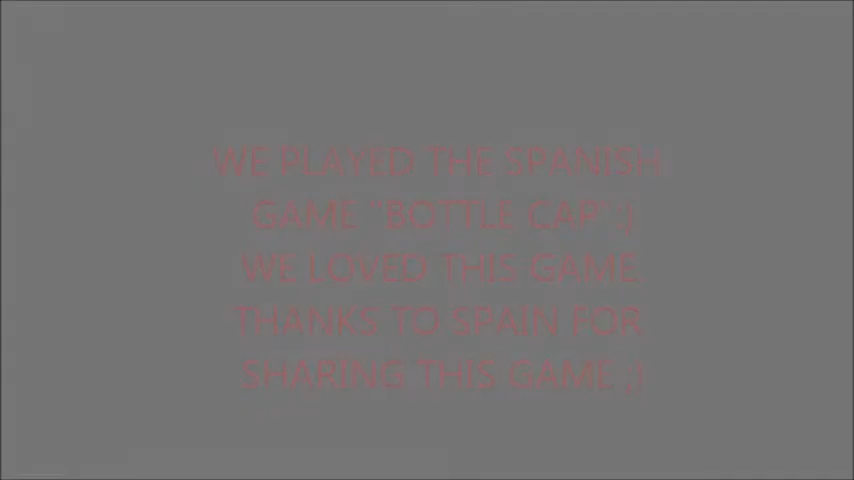 WE PLAYED THE SPANISH
GAME "BOTTLE CAP" :)
WE LOVED THIS GAME.
THANKS TO SPAIN FOR
SHARING THIS GAME ;)